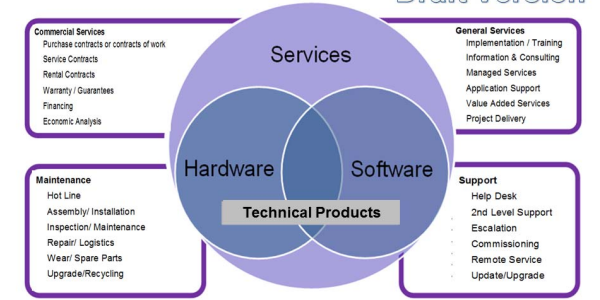 Draft Version
Commercial Services
Purchase contracts or contracts of work
Service Contracts
Rental Contracts
Warranty / Guarantees
Financing
Economic Analysis
Services
General Services
Implementation / Training
Information & Consulting
Managed Services
Application Support
Value Added Services
Project Delivery
Hardware
Software
Technical Products
Maintenance
Hot Line
Assembly/ Installation
Inspection/ Maintenance
Repair/ Logistics
Wear/ Spare Parts
Upgrade/Recycling
Support
Help Desk
2nd Level Support
Escalation
Commissioning
Remote Service
Update/Upgrade